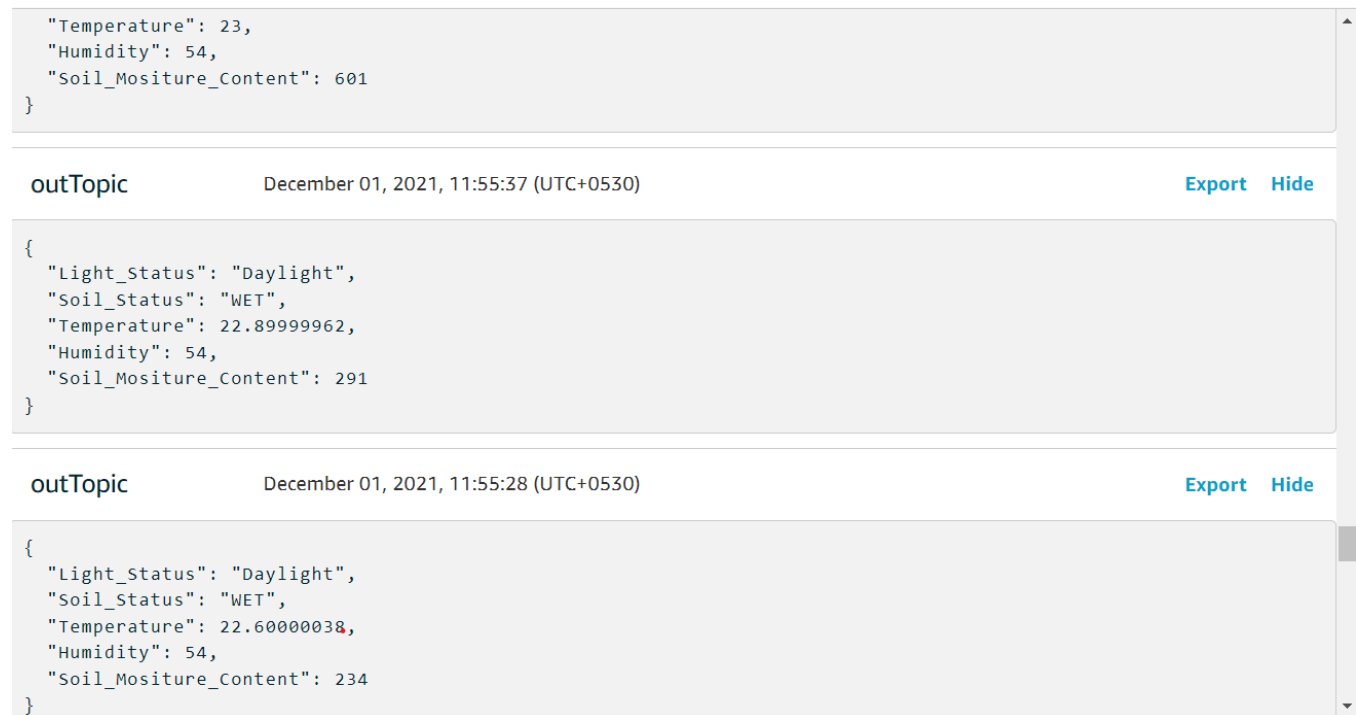 "Temperature": 23,
"Humidity": 54,
"Soil_Mositure_Content": 601
}
outTopic December 01, 2021, 11:55:37 (UTC+0530) Export Hide
{
"Light_Status": "Daylight",
"Soil_Status": "WET",
"Temperature": 22.89999962,
"Humidity": 54,
"Soil_Mositure_Content": 291
}
outTopic December 01, 2021, 11:55:28 (UTC+0530) Export Hide
{
"Light_Status": "Daylight",
"Soil_Status": "WET",
"Temperature": 22.60000038,
"Humidity": 54,
"Soil_Mositure_Content": 234
}